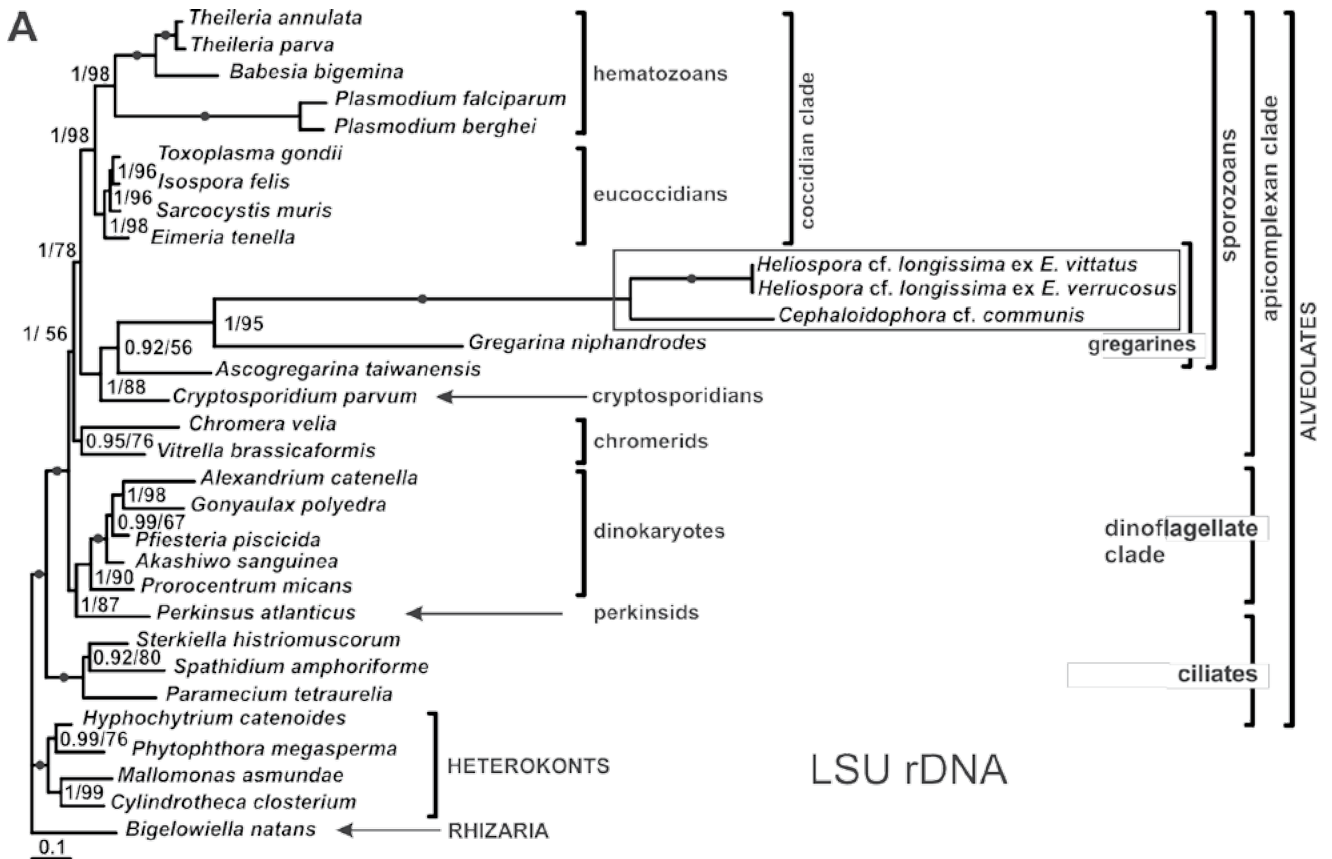 A
Theileria annulata
Theileria parva
1/98
Babesia bigemina
hematozoans
Plasmodium falciparum
1/98
Plasmodium berghei
Toxoplasma gondii
1/96
Isospora felis
1/96
Sarcocystis muris
eucoccidians
1/98
Eimeria tenella
coccidian clade
1/78
Heliospora cf. longissima ex E. vittatus
Heliospora cf. longissima ex E. verrucosus
Cephaloidophora cf. communis
1/ 56
1/95
0.92/56
Gregarina niphandrodes
gregarines
Ascogregarina taiwanensis
1/88
Cryptosporidium parvum
cryptosporidians
sporozoans
apicomplexan clade
ALVEOLATES
Chromera velia
0.95/76
Vitrella brassicaformis
chromerids
Alexandrium catenella
1/98
Gonyaulax polyedra
0.99/67
Pfiesteria piscicida
dinokaryotes
Akashiwo sanguinea
1/90
Prorocentrum micans
dinoflagellate
clade
1/87
Perkinsus atlanticus
perkinsids
Sterkiella histriomuscorum
0.92/80
Spathidium amphoriforme
ciliates
Paramecium tetraurelia
Hyphochytrium catenoides
0.99/76
Phytophthora megasperma
HETEROKONTS
Mallomonas asmundae
1/99
Cylindrotheca closterium
LSU rDNA
Bigelowiella natans
RHIZARIA
0.1